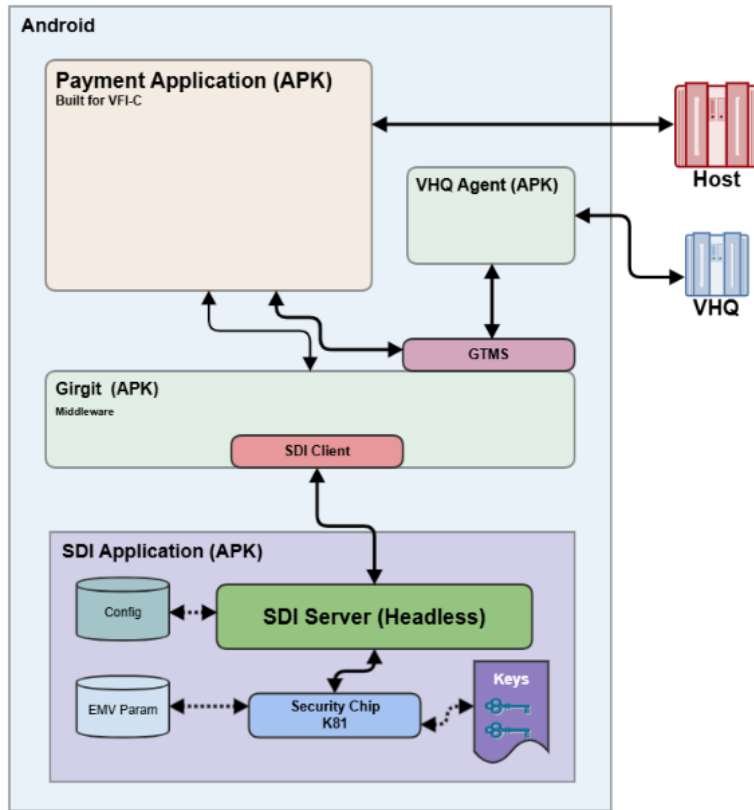 Android
Payment Application (APK)
Built for VFI-C
Host
VHQ Agent (APK)
VHQ
GTMS
Girgit (APK)
Middleware
SDI Client
SDI Application (APK)
Config
SDI Server (Headless)
EMV Param
Security Chip
K81
Keys